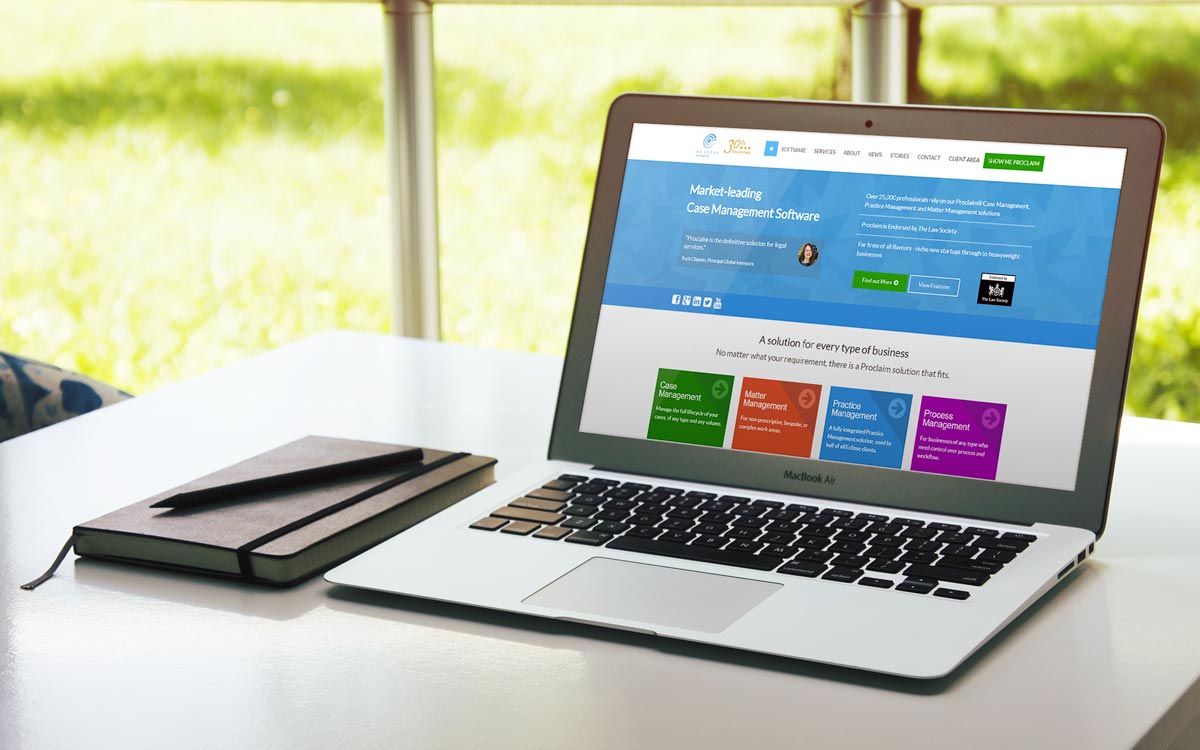 ECLIPSE
30th
SOFTWARE
SERVICES
ABOUT
NEWS
STORIES
CONTACT
CLIENT AREA
SHOW ME PROCLAIM
Market-leading
Case Management Software
"Proclaim is the definitive solution for legal
services."
Ruth Clayton, Principal Global Investors
Over 25,000 professionals rely on our Proclaim® Case Management,
Practice Management and Matter Management solutions
Proclaim is Endorsed by The Law Society
For firms of all flavours - niche new startups through to heavyweight
businesses
Find out More
View Features
Endorsed by
The Law Society
A solution for every type of business
No matter what your requirement, there is a Proclaim solution that fits.
Case
Management
Manage the full lifecycle of your
cases, of any type and any volume.
Matter
Management
For non-prescriptive, bespoke, or
complex work areas.
Practice
Management
A fully integrated Practice
Management solution, used by
half of all Eclipse clients.
Process
Management
For businesses of any type who
need control over process and
workflow.
MacBook Air